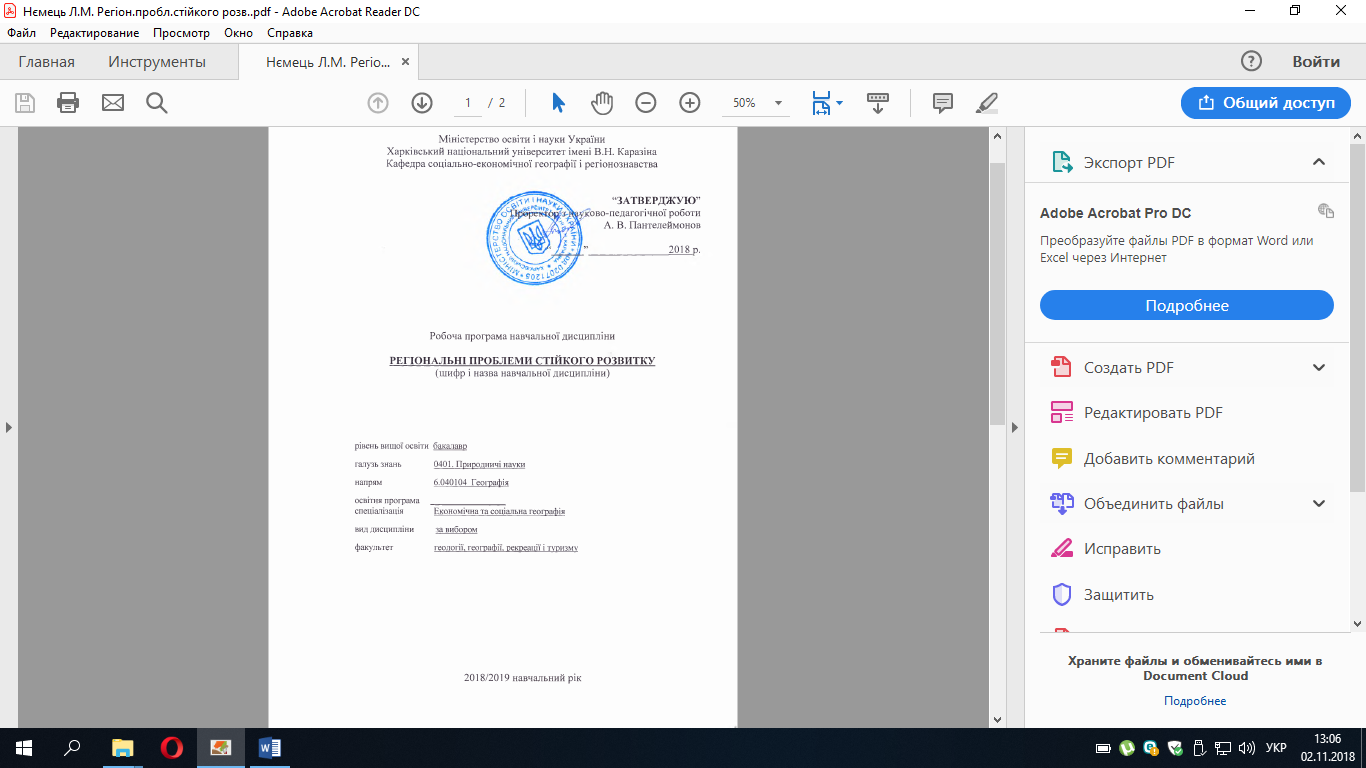 Нємець Л.М. Регіон.пробл.стійкого розв..pdf - Adobe Acrobat Reader DC
Файл Редактирование Просмотр Окно Справка
Главная Инструменты Нємець Л.М. Регіо... × Войти
1 / 2 50% Общий доступ
Міністерство освіти і науки України
Харківський національний університет імені В.Н. Каразіна
Кафедра соціально-економічної географії і регіонознавства
“ЗАТВЕРДЖУЮ”
Проректор з науково-педагогічної роботи
А. В. Пантелеймонов
” 2018 р.
МІНІСТЕРСТВО ОСВІТИ І НАУКИ УКРАЇНИ * 02071205
Робоча програма навчальної дисципліни
РЕГІОНАЛЬНІ ПРОБЛЕМИ СТІЙКОГО РОЗВИТКУ
(шифр і назва навчальної дисципліни)
рівень вищої освіти бакалавр
галузь знань 0401. Природничі науки
напрям 6.040104 Географія
освітня програма
спеціалізація Економічна та соціальна географія
вид дисципліни за вибором
факультет геології, географії, рекреації і туризму
2018/2019 навчальний рік
Экспорт PDF
Adobe Acrobat Pro DC
Преобразуйте файлы PDF в формат Word или
Excel через Интернет
Подробнее
Создать PDF
Редактировать PDF
Добавить комментарий
Объединить файлы
Исправить
Защитить
Храните файлы и обменивайтесь ими в
Document Cloud
Подробнее
УКР
13:06
02.11.2018